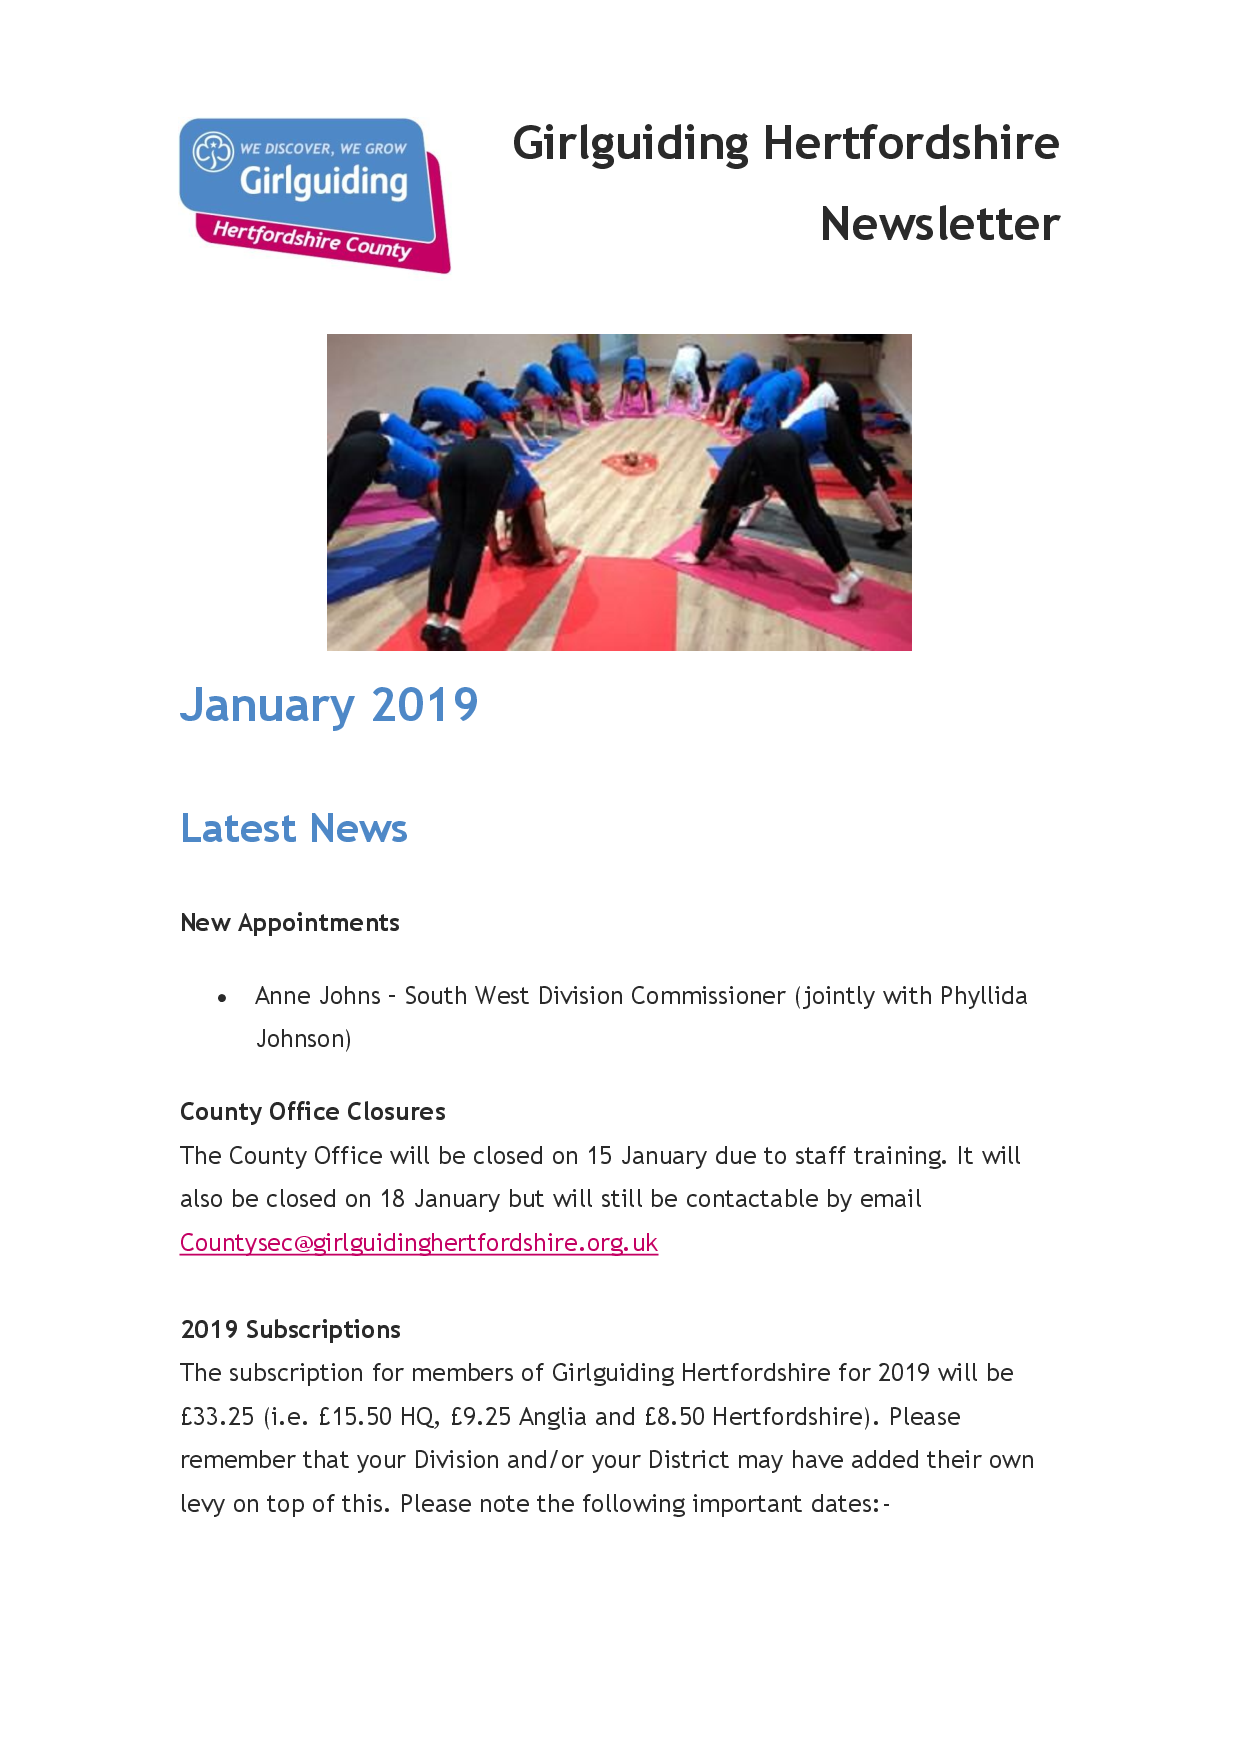 WE DISCOVER, WE GROW
Girlguiding
Hertfordshire County
Girlguiding Hertfordshire
Newsletter
January 2019
Latest News
New Appointments
• Anne Johns – South West Division Commissioner (jointly with Phyllida
Johnson)
County Office Closures
The County Office will be closed on 15 January due to staff training. It will
also be closed on 18 January but will still be contactable by email
Countysec@girlguidinghertfordshire.org.uk
2019 Subscriptions
The subscription for members of Girlguiding Hertfordshire for 2019 will be
£33.25 (i.e. £15.50 HQ, £9.25 Anglia and £8.50 Hertfordshire). Please
remember that your Division and/or your District may have added their own
levy on top of this. Please note the following important dates:-